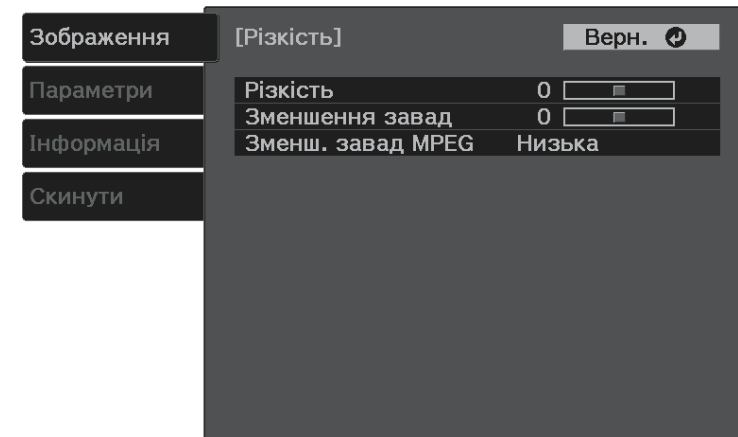 Зображення
Параметри
Інформація
Скинути
[Різкість] Верн.
Різкість 0
Зменшення завад 0
Зменш. завад MPEG Низька